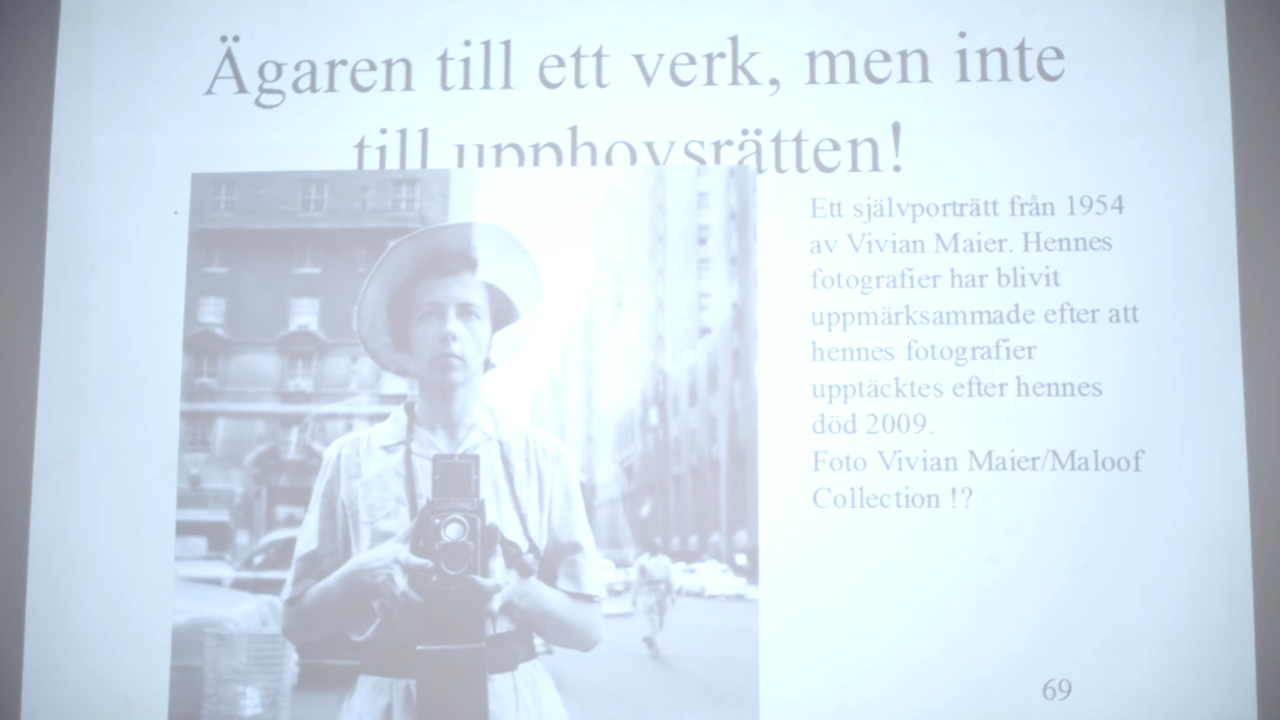 Ägaren till ett verk, men inte
till upphovsrätten!
Ett självporträtt från 1954
av Vivian Maier. Hennes
fotografier har blivit
uppmärksammade efter att
hennes fotografier
upptäcktes efter hennes
död 2009.
Foto Vivian Maier/Maloof
Collection !?
69